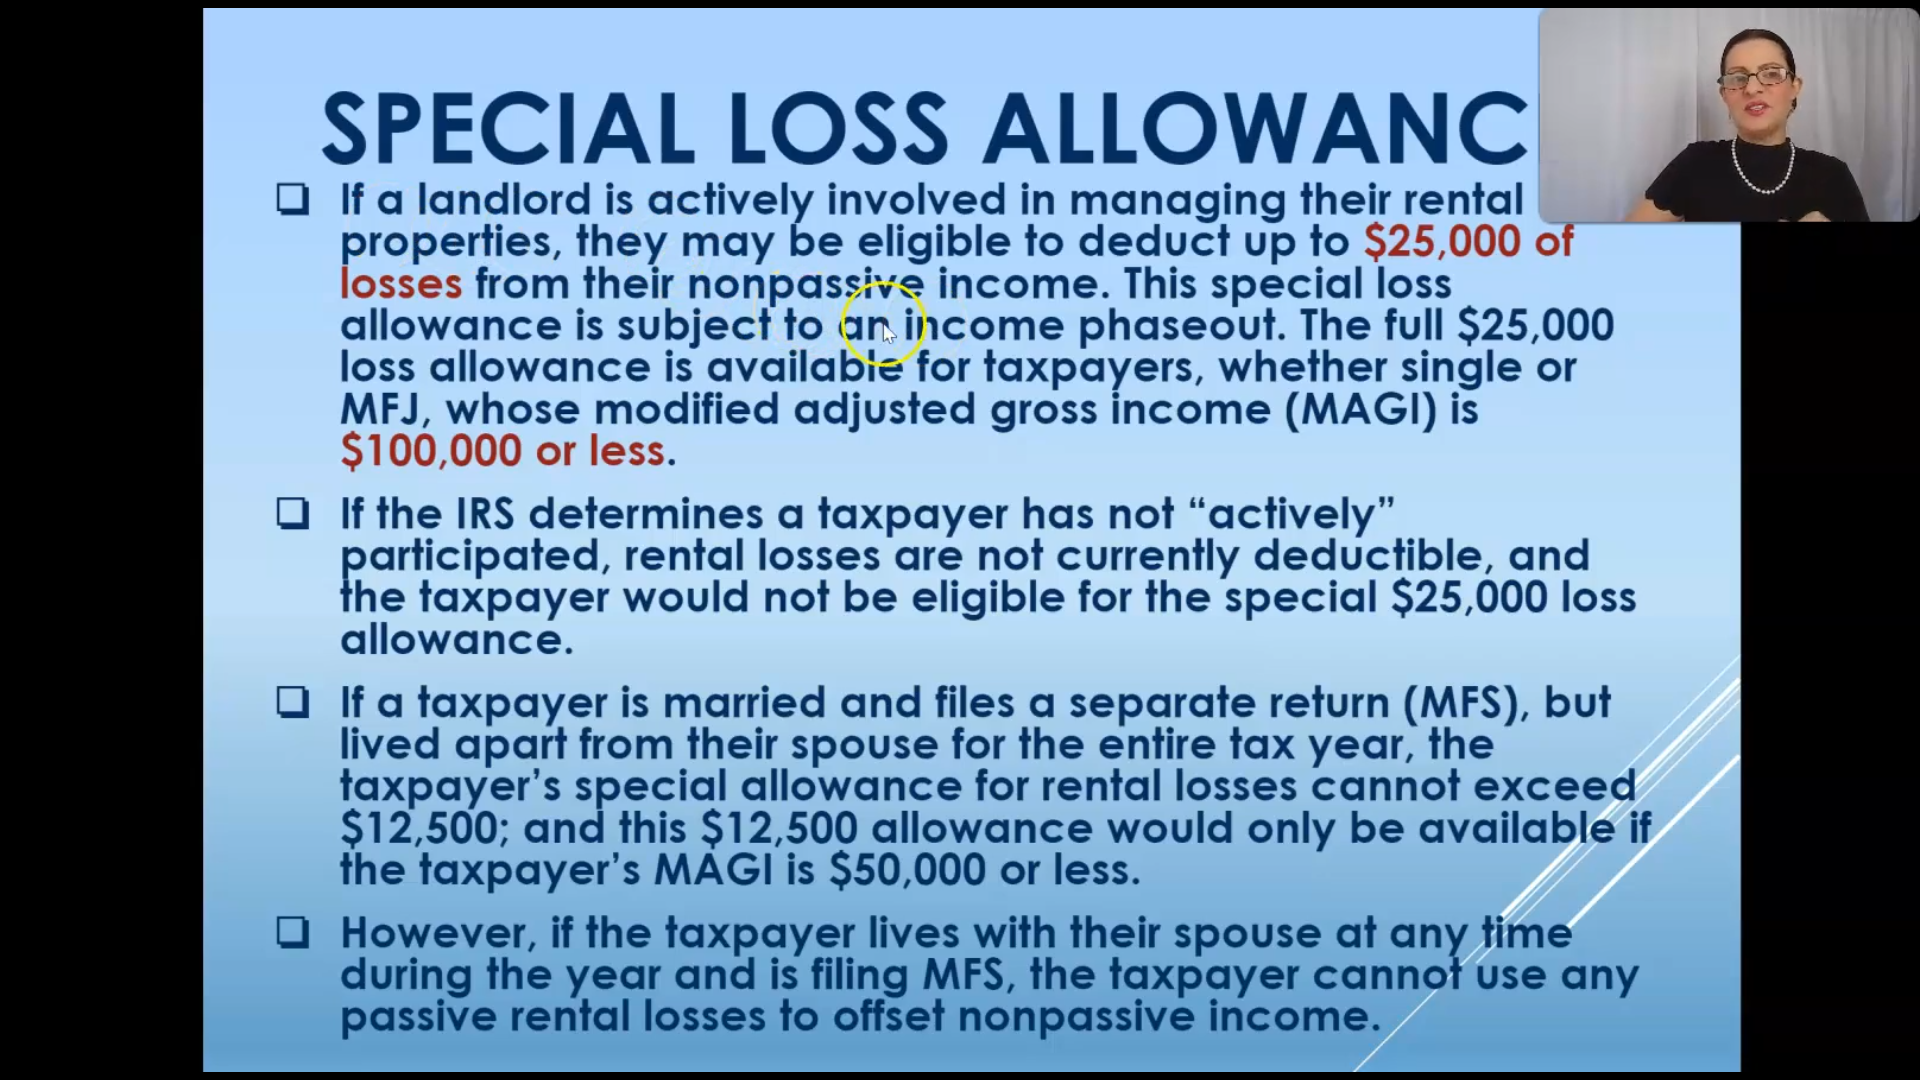 SPECIAL LOSS ALLOWANC
❑ If a landlord is actively involved in managing their rental
properties, they may be eligible to deduct up to $25,000 of
losses from their nonpassive income. This special loss
allowance is subject to an income phaseout. The full $25,000
loss allowance is available for taxpayers, whether single or
MFJ, whose modified adjusted gross income (MAGI) is
$100,000 or less.
❑ If the IRS determines a taxpayer has not “actively”
participated, rental losses are not currently deductible, and
the taxpayer would not be eligible for the special $25,000 loss
allowance.
❑ If a taxpayer is married and files a separate return (MFS), but
lived apart from their spouse for the entire tax year, the
taxpayer’s special allowance for rental losses cannot exceed
$12,500; and this $12,500 allowance would only be available if
the taxpayer’s MAGI is $50,000 or less.
❑ However, if the taxpayer lives with their spouse at any time
during the year and is filing MFS, the taxpayer cannot use any
passive rental losses to offset nonpassive income.